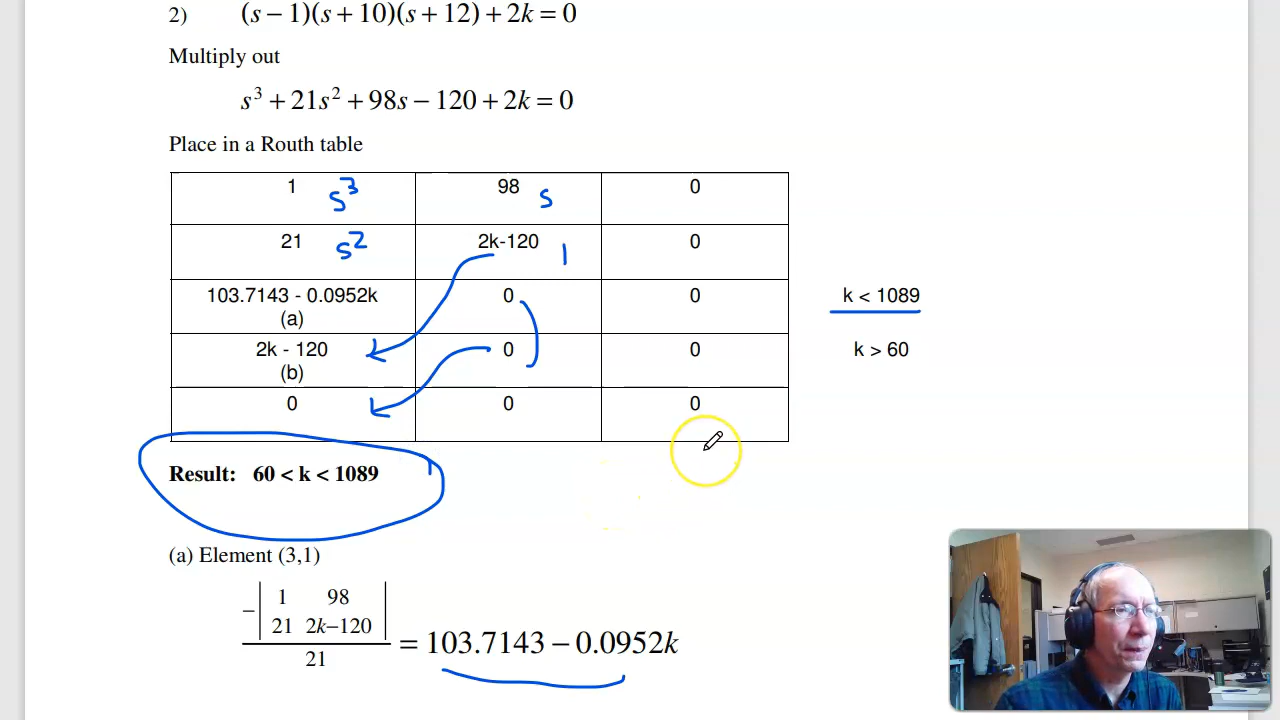 2) (s − 1)(s + 10)(s + 12) + 2k = 0
Multiply out
s³ + 21s² + 98s − 120 + 2k = 0
Place in a Routh table
1 s³ 98 s 0
21 s² 2k-120 1 0
103.7143 - 0.0952k 0 0 k < 1089
(a)
2k - 120 0 0 k > 60
(b)
0 0 0
Result: 60 < k < 1089
(a) Element (3,1)
− | 1 98 |
| 21 2k−120 |
21
= 103.7143 − 0.0952k